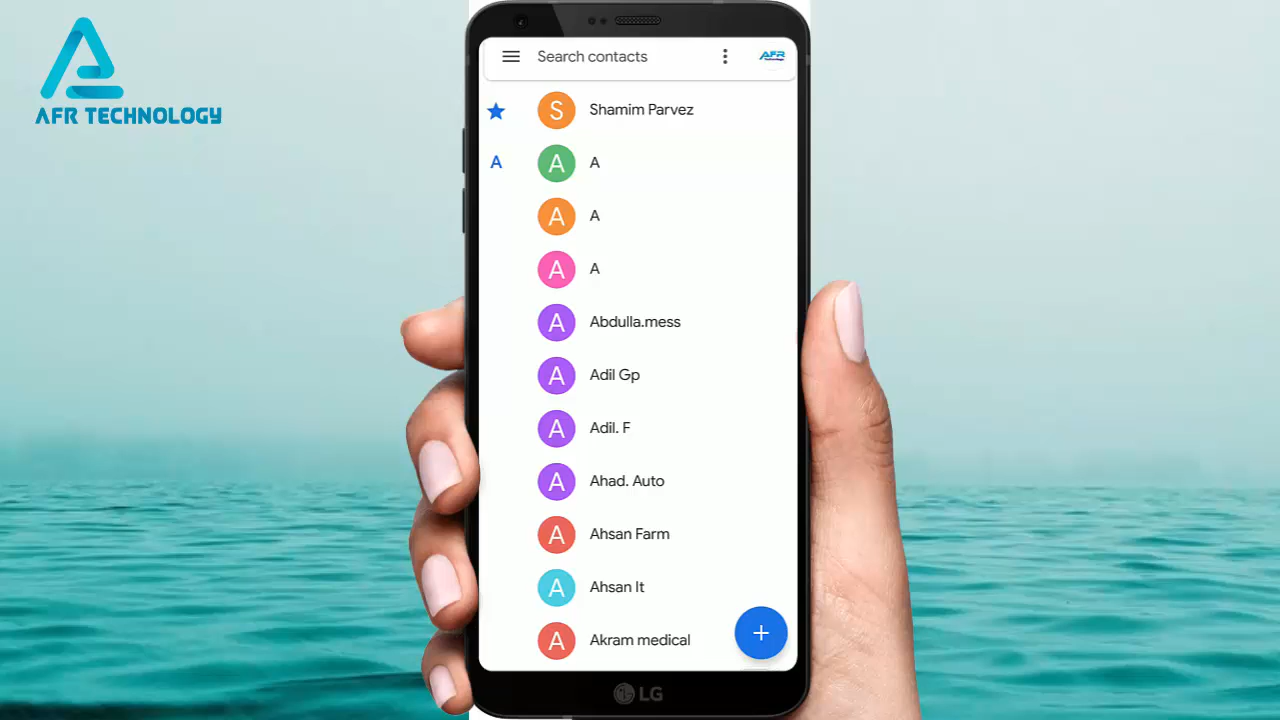 AFR TECHNOLOGY
Search contacts
AFR
Technology
S Shamim Parvez
A A A
A A
A A
A Abdulla.mess
A Adil Gp
A Adil. F
A Ahad. Auto
A Ahsan Farm
A Ahsan It
A Akram medical
LG